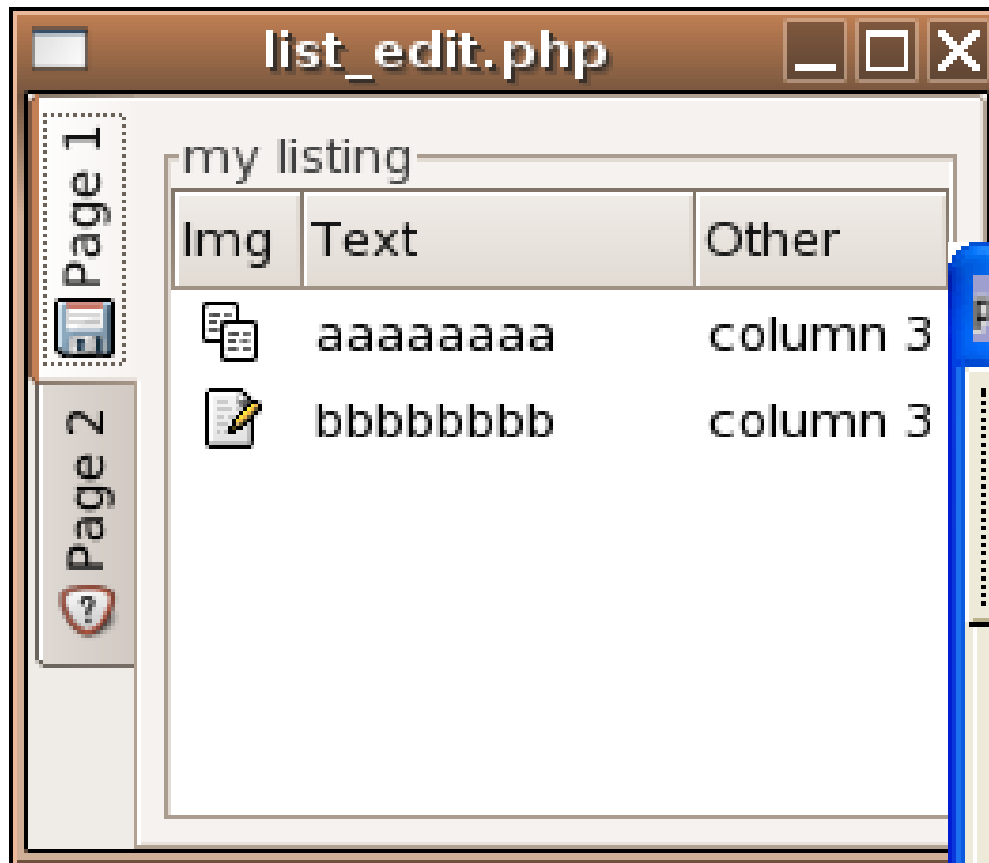 list_edit.php
Page 1
Page 2
my listing
Img Text Other
aaaaaaaa column 3
bbbbbbbb column 3